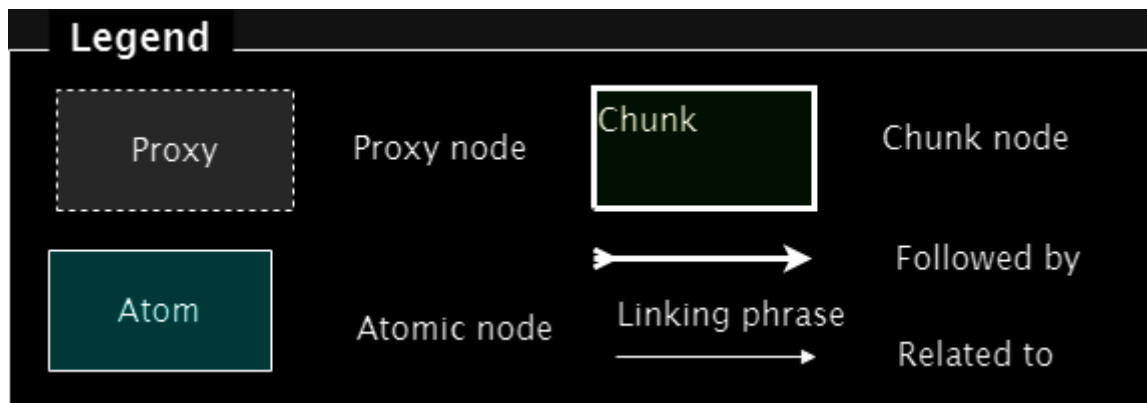 Legend
Proxy
Proxy node
Chunk
Chunk node
Followed by
Atom
Atomic node
Linking phrase
Related to